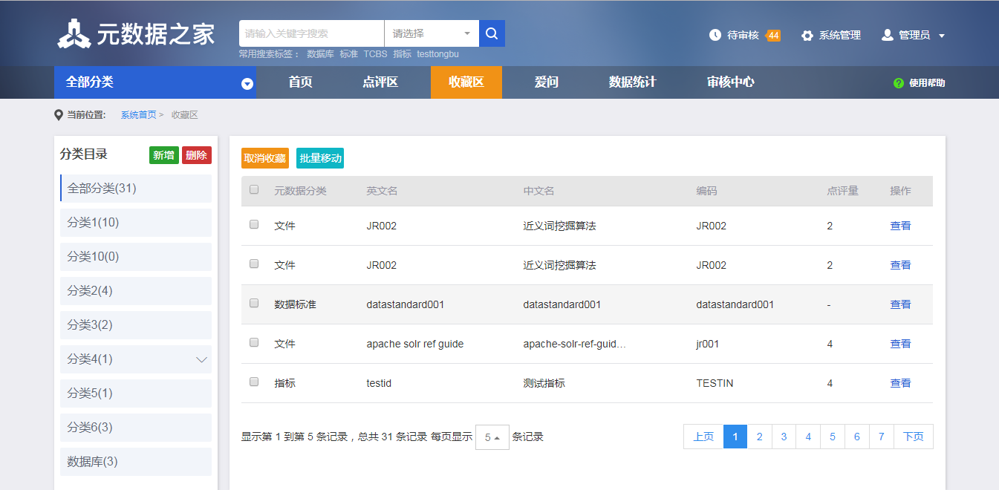 元数据之家
请输入关键字搜索 请选择
待审核 44 系统管理 管理员
常用搜索标签： 数据库 标准 TCBS 指标 testtongbu
全部分类 首页 点评区 收藏区 爱问 数据统计 审核中心 ? 使用帮助
当前位置: 系统首页 > 收藏区
分类目录 新增 删除
全部分类(31)
分类1(10)
分类10(0)
分类2(4)
分类3(2)
分类4(1)
分类5(1)
分类6(3)
数据库(3)
取消收藏 批量移动
元数据分类 英文名 中文名 编码 点评量 操作
文件 JR002 近义词挖掘算法 JR002 2 查看
文件 JR002 近义词挖掘算法 JR002 2 查看
数据标准 datastandard001 datastandard001 datastandard001 - 查看
文件 apache solr ref guide apache-solr-ref-guid… jr001 4 查看
指标 testid 测试指标 TESTIN 4 查看
显示第 1 到第 5 条记录，总共 31 条记录 每页显示 5 条记录
上页 1 2 3 4 5 6 7 下页